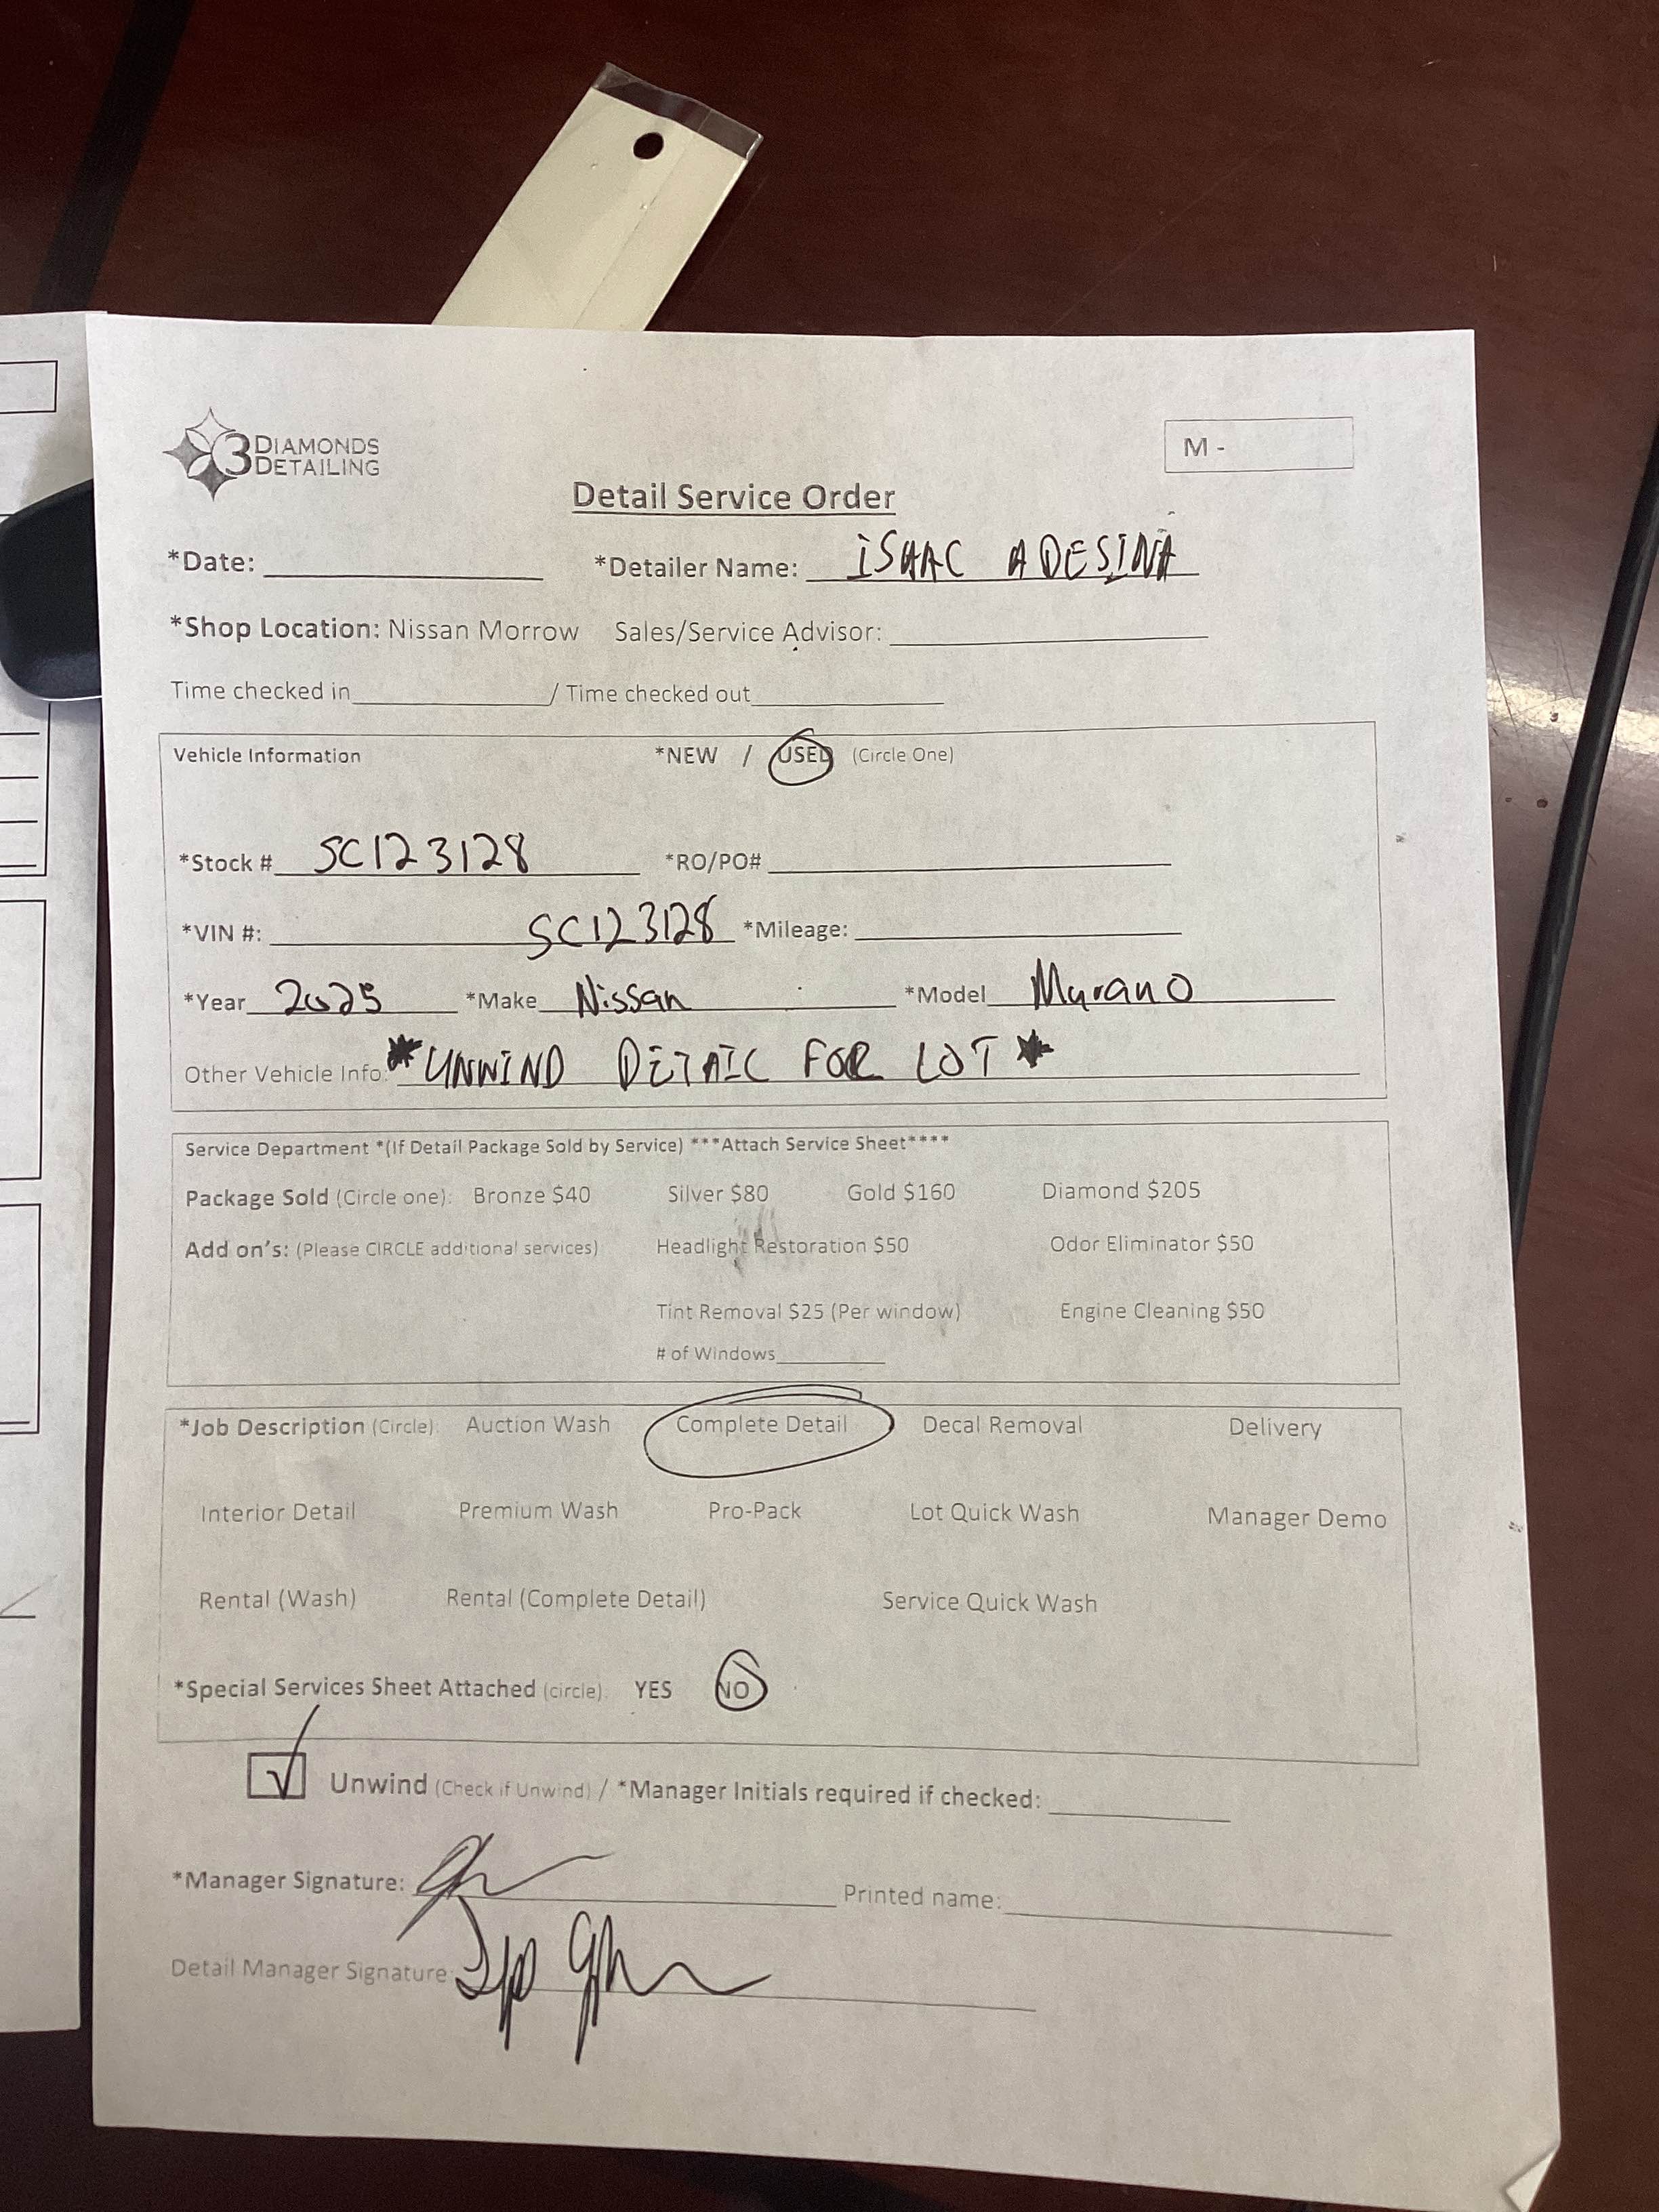 3 DIAMONDS DETAILING
M -
Detail Service Order
*Date: *Detailer Name: ISAAC ADESINA
*Shop Location: Nissan Morrow Sales/Service Advisor:
Time checked in / Time checked out
Vehicle Information *NEW / USED (Circle One)
*Stock # SC123128 *RO/PO#
*VIN #: SC123128 *Mileage:
*Year 2025 *Make Nissan *Model Murano
Other Vehicle Info: *UNWIND DETAIL FOR LOT *
Service Department *(If Detail Package Sold by Service) ***Attach Service Sheet****
Package Sold (Circle one): Bronze $40 Silver $80 Gold $160 Diamond $205
Add on's: (Please CIRCLE additional services) Headlight Restoration $50 Odor Eliminator $50
Tint Removal $25 (Per window) Engine Cleaning $50
# of Windows
*Job Description (Circle): Auction Wash Complete Detail Decal Removal Delivery
Interior Detail Premium Wash Pro-Pack Lot Quick Wash Manager Demo
Rental (Wash) Rental (Complete Detail) Service Quick Wash
*Special Services Sheet Attached (circle). YES NO
Unwind (Check if Unwind) / *Manager Initials required if checked:
*Manager Signature: Printed name:
Detail Manager Signature: